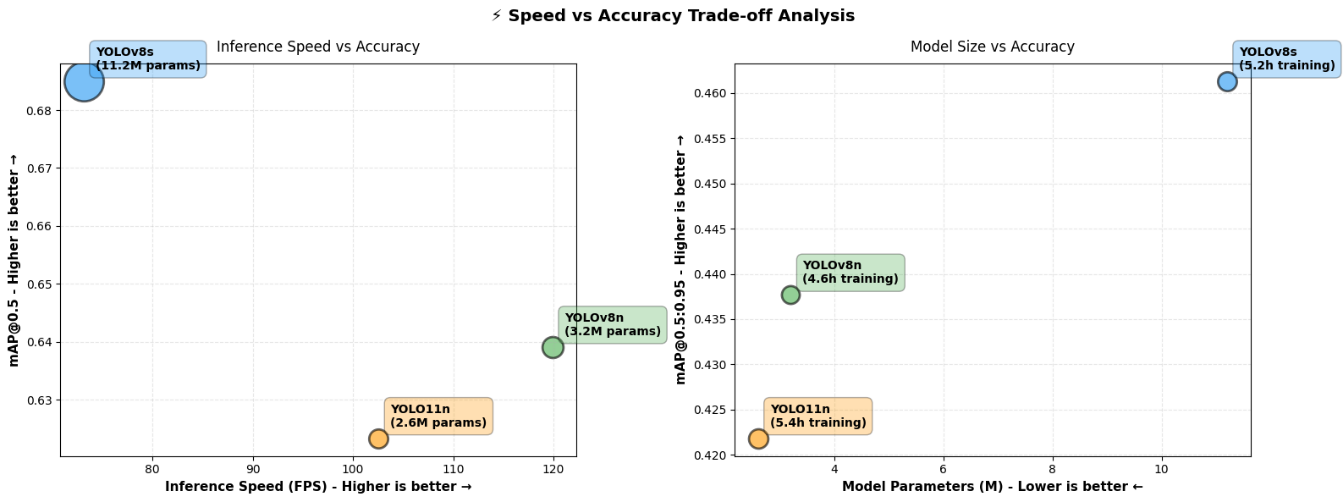 ⚡ Speed vs Accuracy Trade-off Analysis
Inference Speed vs Accuracy
YOLOv8s
(11.2M params)
YOLOv8n
(3.2M params)
YOLO11n
(2.6M params)
mAP@0.5 - Higher is better →
0.68
0.67
0.66
0.65
0.64
0.63
80 90 100 110 120
Inference Speed (FPS) - Higher is better →
Model Size vs Accuracy
YOLOv8s
(5.2h training)
YOLOv8n
(4.6h training)
YOLO11n
(5.4h training)
mAP@0.5:0.95 - Higher is better →
0.460
0.455
0.450
0.445
0.440
0.435
0.430
0.425
0.420
4 6 8 10
Model Parameters (M) - Lower is better ←